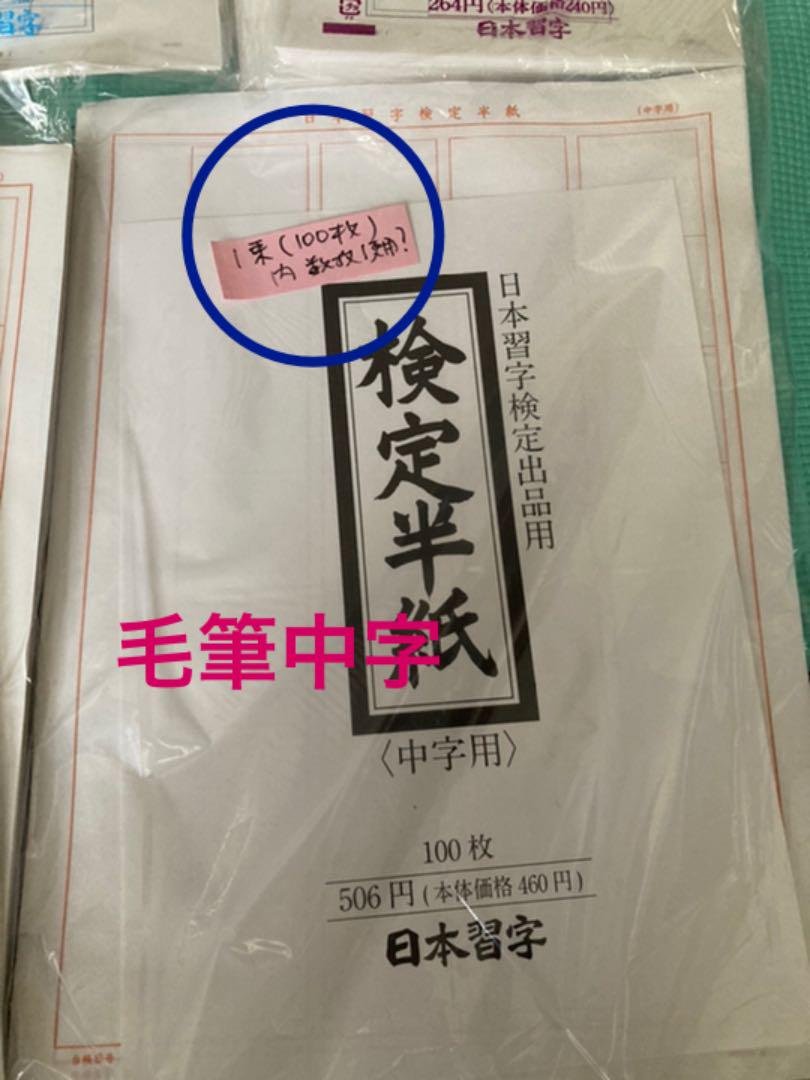 習字
264円(本体価格240円)
日本習字
日本習字検定半紙
(中字用)
1束(100枚)
内 数枚使用?
日本習字検定出品用
検定半紙
毛筆中字
〈中字用〉
100枚
506円(本体価格460円)
日本習字